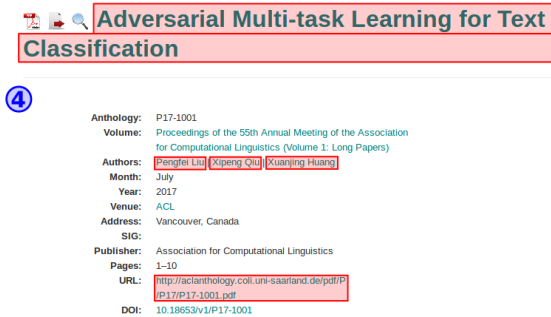 Adversarial Multi-task Learning for Text
Classification
4
Anthology: P17-1001
Volume: Proceedings of the 55th Annual Meeting of the Association
for Computational Linguistics (Volume 1: Long Papers)
Authors: Pengfei Liu | Xipeng Qiu | Xuanjing Huang
Month: July
Year: 2017
Venue: ACL
Address: Vancouver, Canada
SIG:
Publisher: Association for Computational Linguistics
Pages: 1–10
URL: http://aclanthology.coli.uni-saarland.de/pdf/P
/P17/P17-1001.pdf
DOI: 10.18653/v1/P17-1001